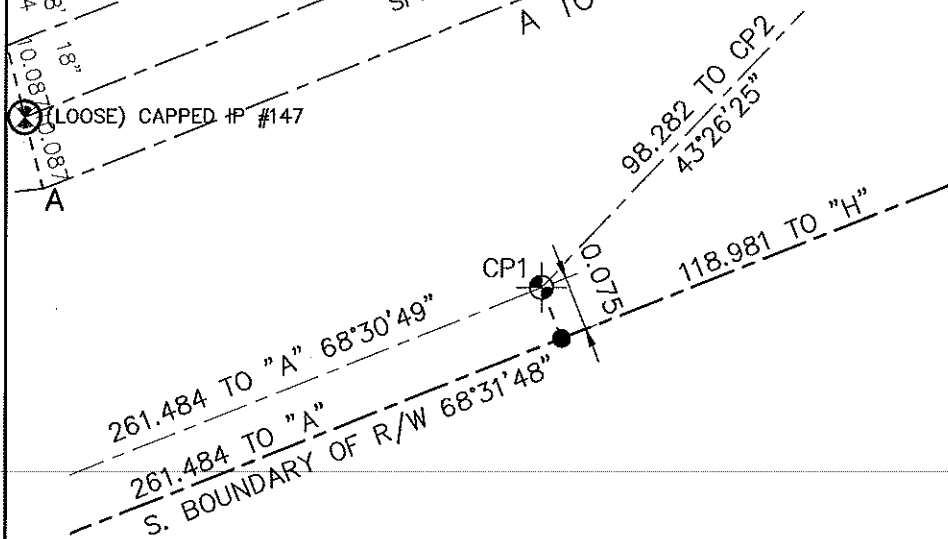 18"
10.087
(LOOSE) CAPPED IP #147
0.087
A
A TO
98.282 TO CP2
43°26'25"
CP1
0.075
118.981 TO "H"
261.484 TO "A" 68°30'49"
261.484 TO "A"
S. BOUNDARY OF R/W 68°31'48"